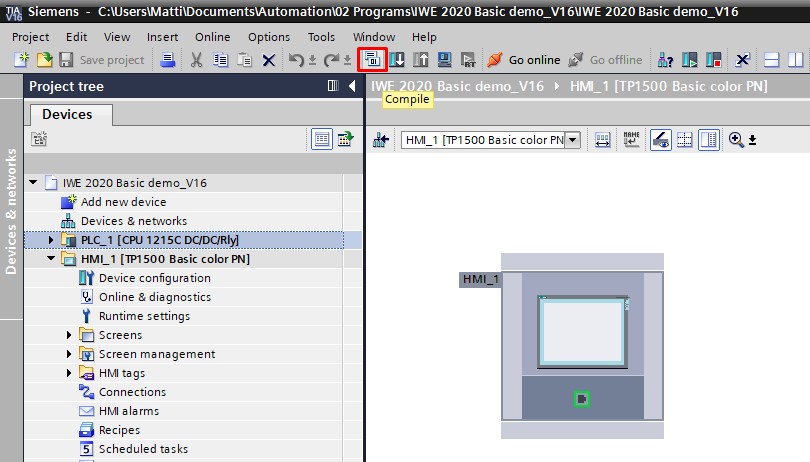 TIA V16 Siemens - C:\Users\Matti\Documents\Automation\02 Programs\IWE 2020 Basic demo_V16\IWE 2020 Basic demo_V16
Project Edit View Insert Online Options Tools Window Help
Save project Go online Go offline
Project tree
IWE 2020 Basic demo_V16 HMI_1 [TP1500 Basic color PN]
Compile
Devices
HMI_1 [TP1500 Basic color PN
Devices & networks
IWE 2020 Basic demo_V16
Add new device
Devices & networks
PLC_1 [CPU 1215C DC/DC/Rly]
HMI_1 [TP1500 Basic color PN]
Device configuration
Online & diagnostics
Runtime settings
Screens
Screen management
HMI tags
Connections
HMI alarms
Recipes
Scheduled tasks
HMI_1